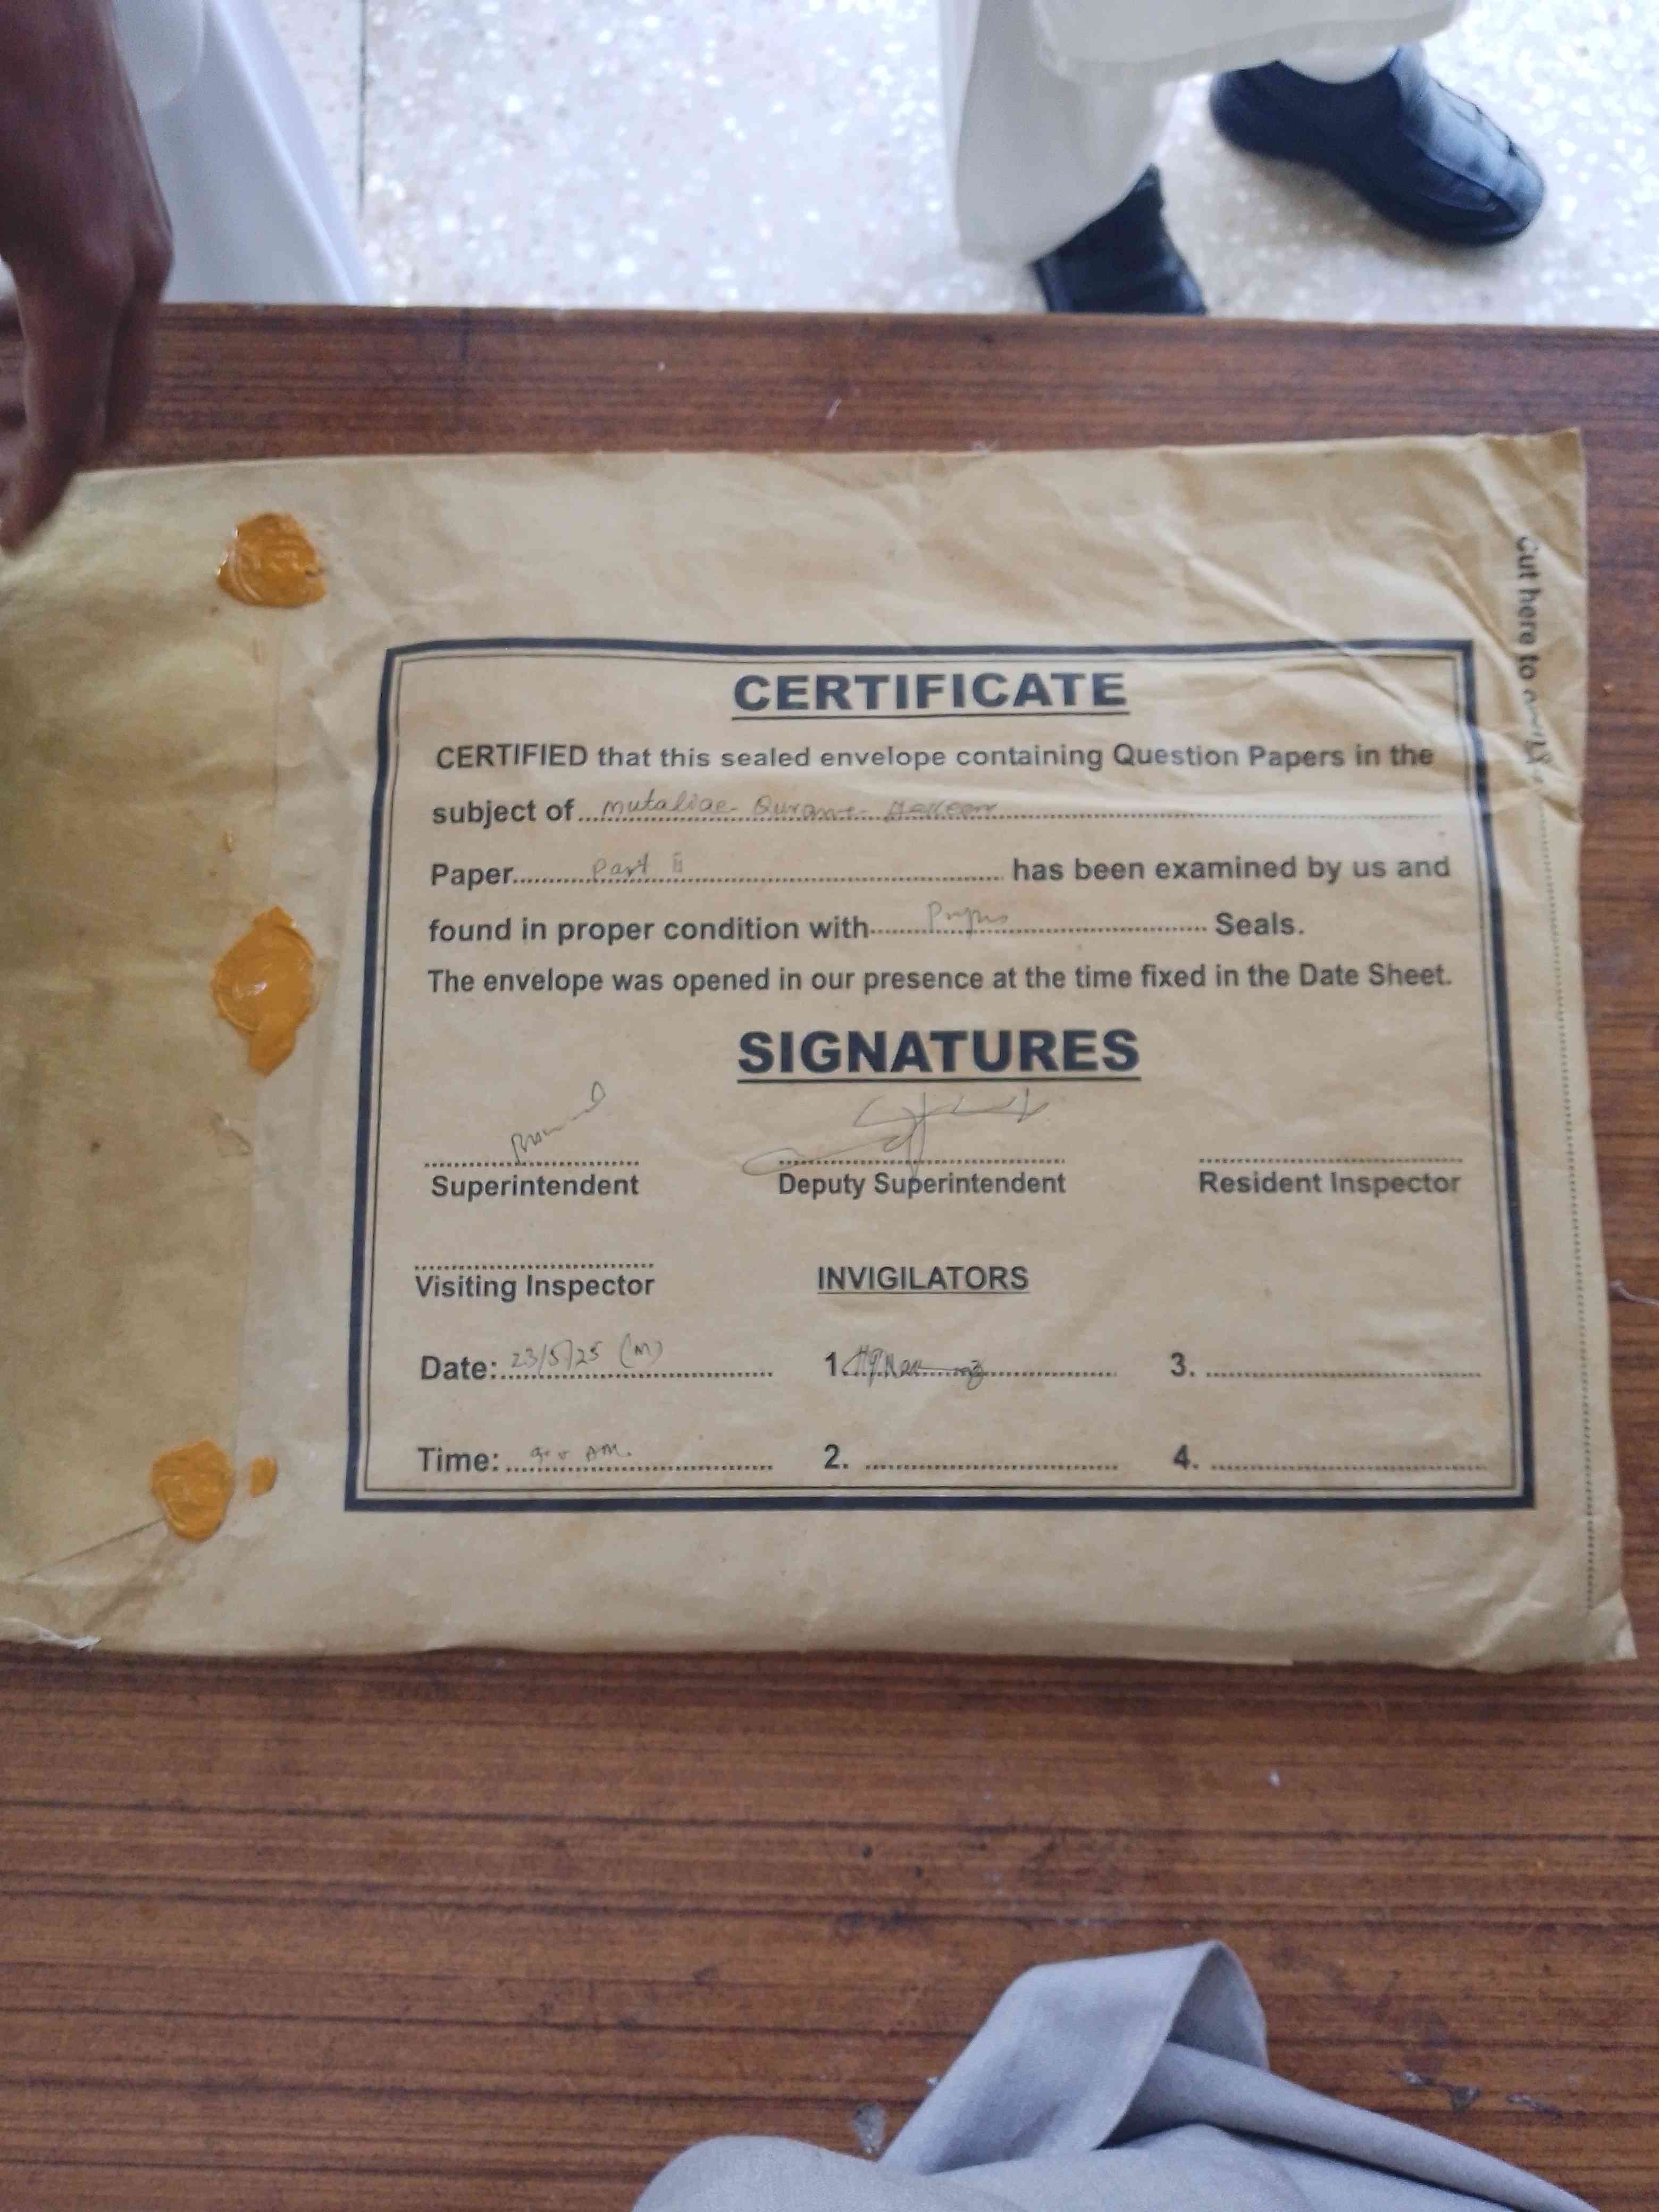 CERTIFICATE
CERTIFIED that this sealed envelope containing Question Papers in the
subject of mutaliae- Qurane-
Paper Part ii has been examined by us and
found in proper condition with Seals.
The envelope was opened in our presence at the time fixed in the Date Sheet.
SIGNATURES
Superintendent Deputy Superintendent Resident Inspector
Visiting Inspector INVIGILATORS
Date: 23/5/25 (M) 1. 3.
Time: AM. 2. 4.
Cut here to